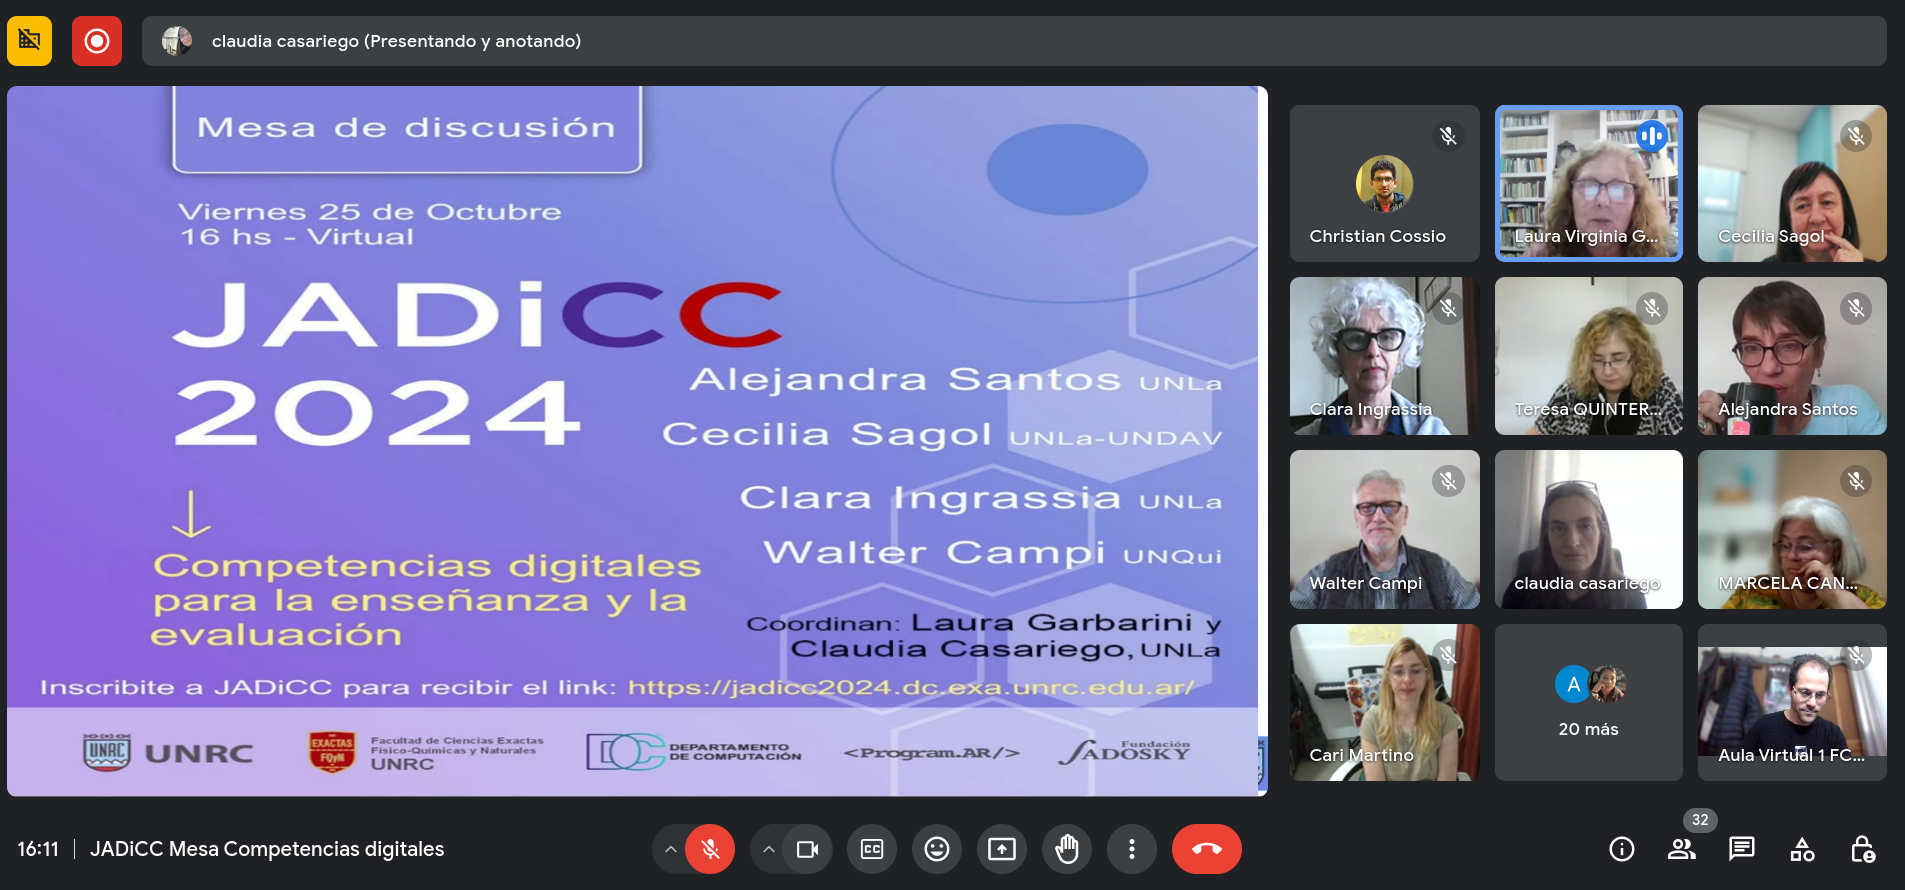 claudia casariego (Presentando y anotando)
Mesa de discusión
Viernes 25 de Octubre
16 hs - Virtual
JADiCC
2024
Alejandra Santos UNLa
Cecilia Sagol UNLa-UNDAV
Clara Ingrassia UNLa
Walter Campi UNQui
Competencias digitales
para la enseñanza y la
evaluación
Coordinan: Laura Garbarini y
Claudia Casariego, UNLa
Inscribite a JADiCC para recibir el link: https://jadicc2024.dc.exa.unrc.edu.ar/
UNRC
UNRC
EXACTAS
FQyN
Facultad de Ciencias Exactas
Físico-Químicas y Naturales
UNRC
DC
DEPARTAMENTO
DE COMPUTACIÓN
<Program.AR/>
Fundación
SADOSKY
Christian Cossio
Laura Virginia G...
Cecilia Sagol
Clara Ingrassia
Teresa QUINTER...
Alejandra Santos
Walter Campi
claudia casariego
MARCELA CAN...
Cari Martino
A
20 más
Aula Virtual 1 FC...
16:11
JADiCC Mesa Competencias digitales
CC
32